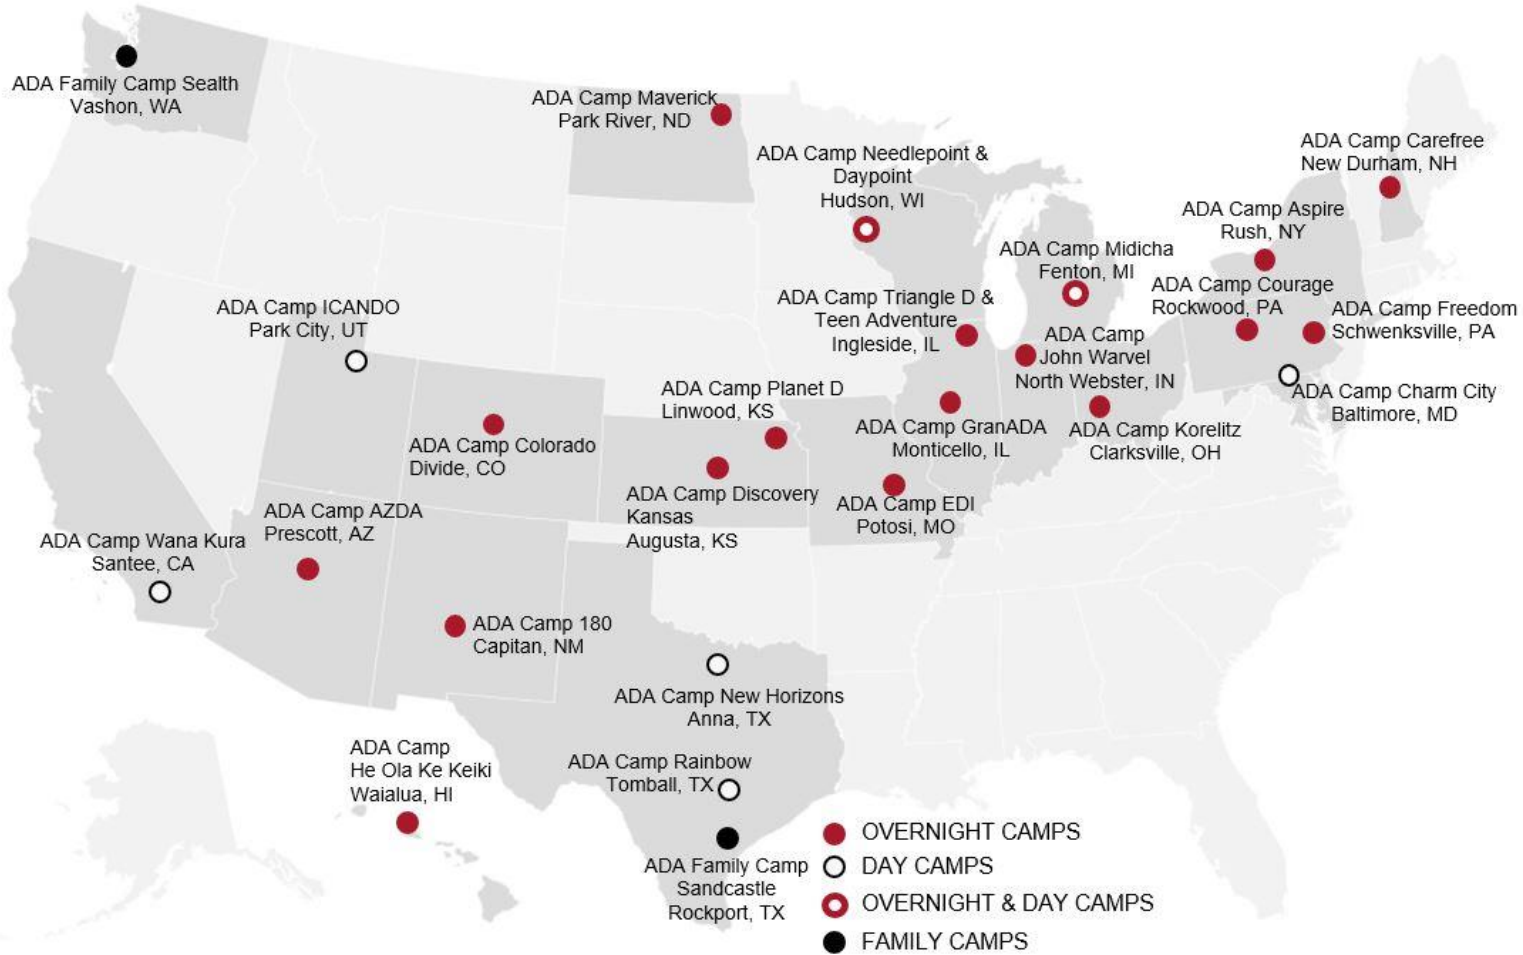 ADA Family Camp Sealth
Vashon, WA
ADA Camp Maverick
Park River, ND
ADA Camp Needlepoint &
Daypoint
Hudson, WI
ADA Camp Carefree
New Durham, NH
ADA Camp Aspire
Rush, NY
ADA Camp Midicha
Fenton, MI
ADA Camp Courage
Rockwood, PA
ADA Camp Freedom
Schwenksville, PA
ADA Camp ICANDO
Park City, UT
ADA Camp Triangle D &
Teen Adventure
Ingleside, IL
ADA Camp
John Warvel
North Webster, IN
ADA Camp Charm City
Baltimore, MD
ADA Camp Planet D
Linwood, KS
ADA Camp GranADA
Monticello, IL
ADA Camp Korelitz
Clarksville, OH
ADA Camp Colorado
Divide, CO
ADA Camp Discovery
Kansas
Augusta, KS
ADA Camp EDI
Potosi, MO
ADA Camp AZDA
Prescott, AZ
ADA Camp Wana Kura
Santee, CA
ADA Camp 180
Capitan, NM
ADA Camp New Horizons
Anna, TX
ADA Camp
He Ola Ke Keiki
Waialua, HI
ADA Camp Rainbow
Tomball, TX
ADA Family Camp
Sandcastle
Rockport, TX
OVERNIGHT CAMPS
DAY CAMPS
OVERNIGHT & DAY CAMPS
FAMILY CAMPS